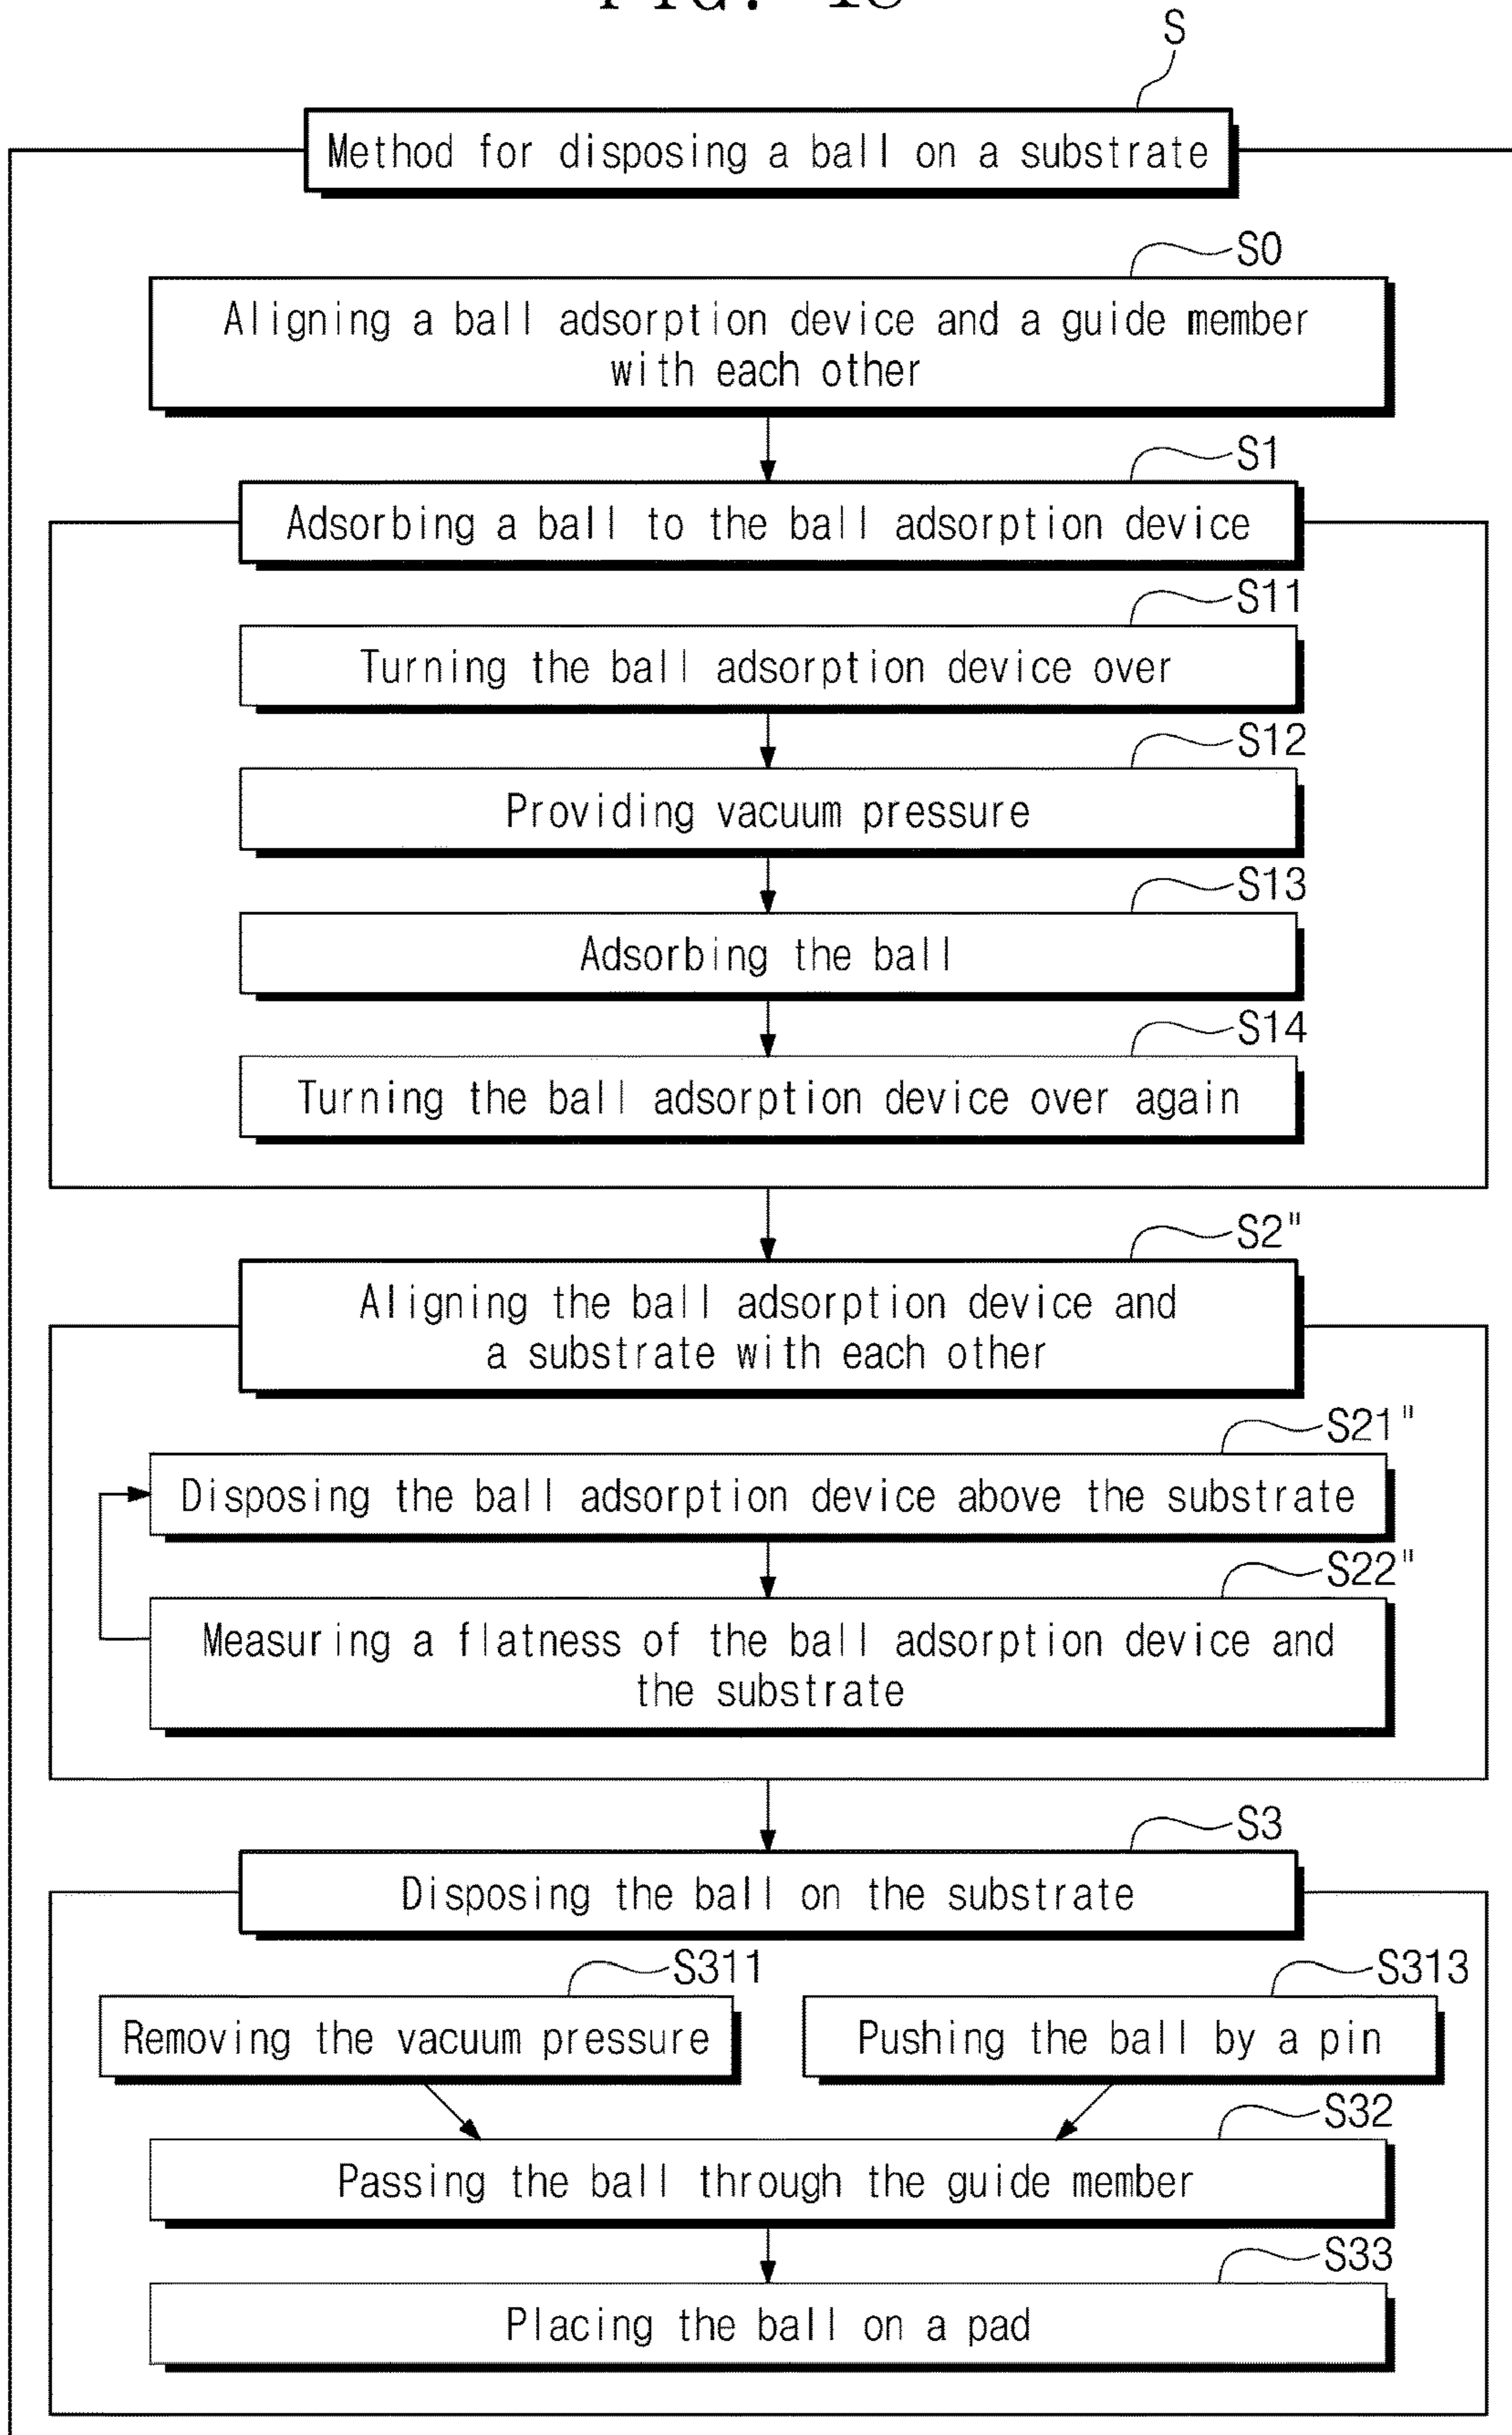 FIG. 18
S
Method for disposing a ball on a substrate
S0
Aligning a ball adsorption device and a guide member
with each other
S1
Adsorbing a ball to the ball adsorption device
S11
Turning the ball adsorption device over
S12
Providing vacuum pressure
S13
Adsorbing the ball
S14
Turning the ball adsorption device over again
S2"
Aligning the ball adsorption device and
a substrate with each other
S21"
Disposing the ball adsorption device above the substrate
S22"
Measuring a flatness of the ball adsorption device and
the substrate
S3
Disposing the ball on the substrate
S311
S313
Removing the vacuum pressure
Pushing the ball by a pin
S32
Passing the ball through the guide member
S33
Placing the ball on a pad